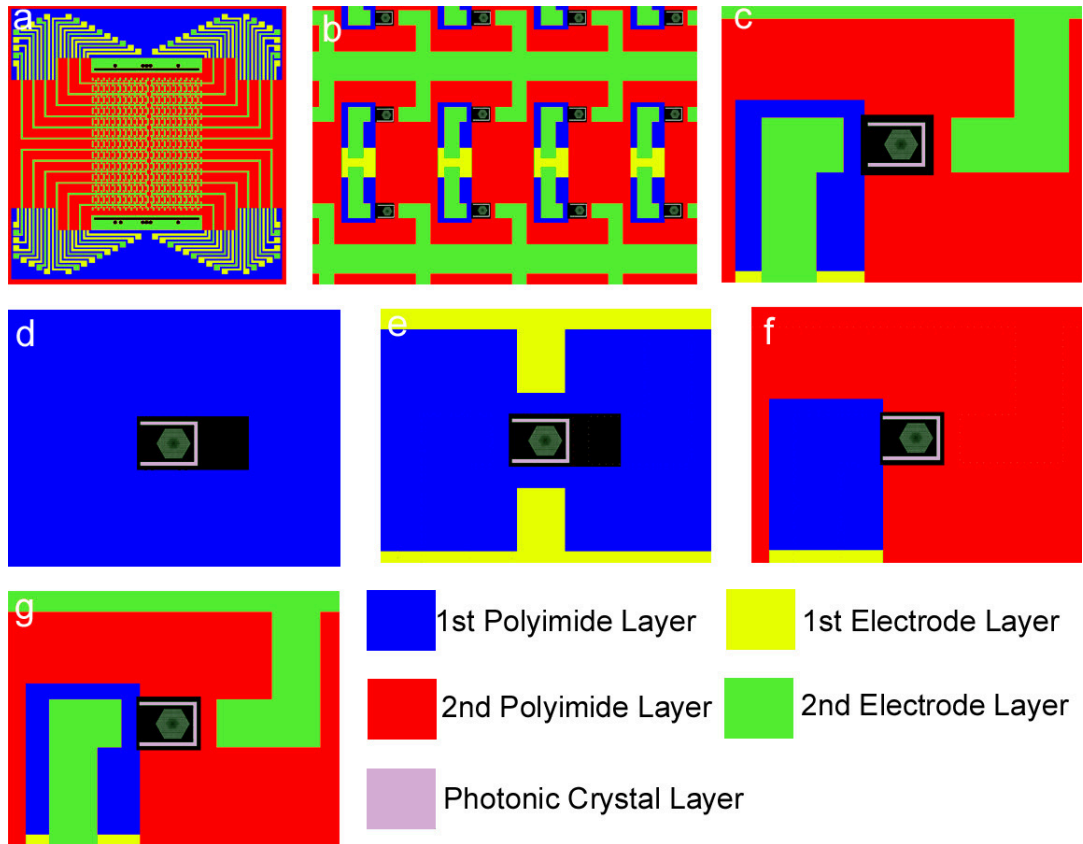 a
b
c
d
e
f
g
1st Polyimide Layer
1st Electrode Layer
2nd Polyimide Layer
2nd Electrode Layer
Photonic Crystal Layer